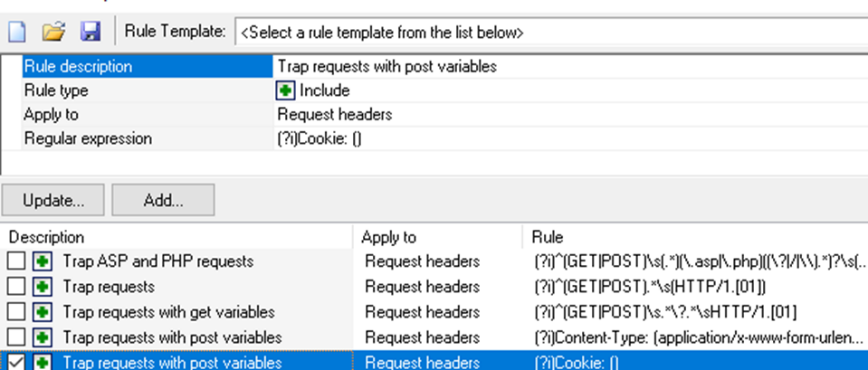 Rule Template: <Select a rule template from the list below>
Rule description Trap requests with post variables
Rule type Include
Apply to Request headers
Regular expression (?i)Cookie: ()
Update... Add...
Description Apply to Rule
Trap ASP and PHP requests Request headers (?i)^(GET|POST)\s(.*)(\.asp|\.php)((\?|/|\\).*)?\s(..
Trap requests Request headers (?i)^(GET|POST).*\s(HTTP/1.[01])
Trap requests with get variables Request headers (?i)^(GET|POST)\s.*\?.*\sHTTP/1.[01]
Trap requests with post variables Request headers (?i)Content-Type: (application/x-www-form-urlen...
Trap requests with post variables Request headers (?i)Cookie: ()